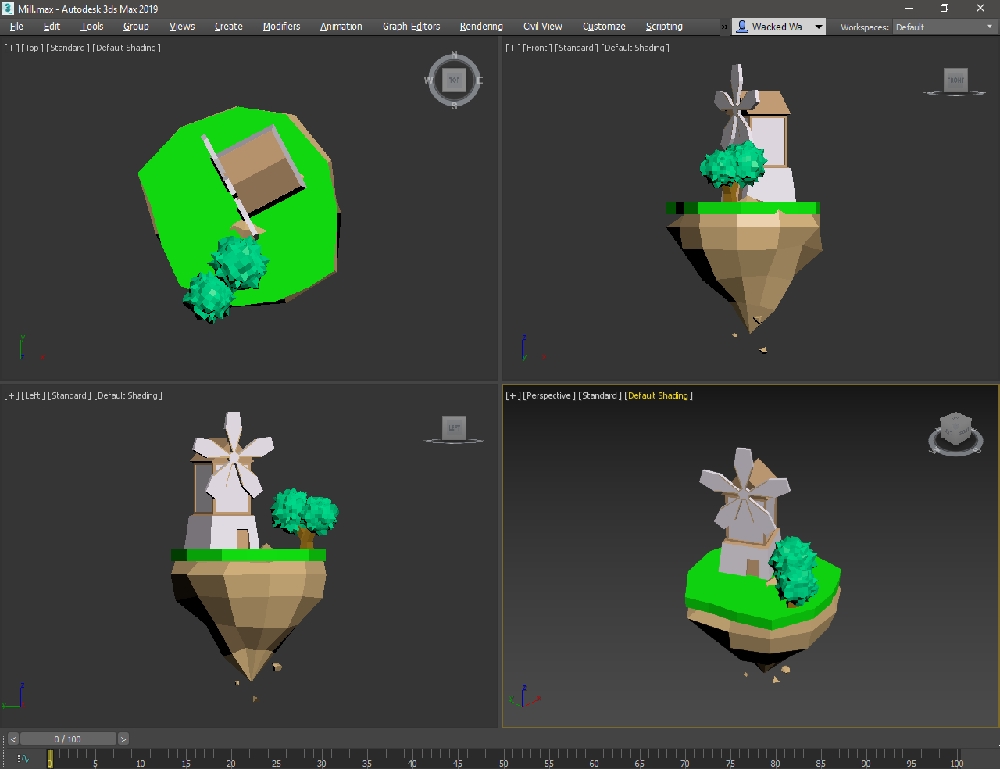 Mill.max - Autodesk 3ds Max 2019
File Edit Tools Group Views Create Modifiers Animation Graph Editors Rendering Civil View Customize Scripting » Wacked Wa Workspaces: Default
[+] [Top] [Standard] [Default Shading]
[+] [Front] [Standard] [Default Shading]
N
W TOP E
S
FRONT
[+] [Left] [Standard] [Default Shading]
[+] [Perspective] [Standard] [Default Shading]
LEFT
< 0 / 100 >
0 5 10 15 20 25 30 35 40 45 50 55 60 65 70 75 80 85 90 95 100